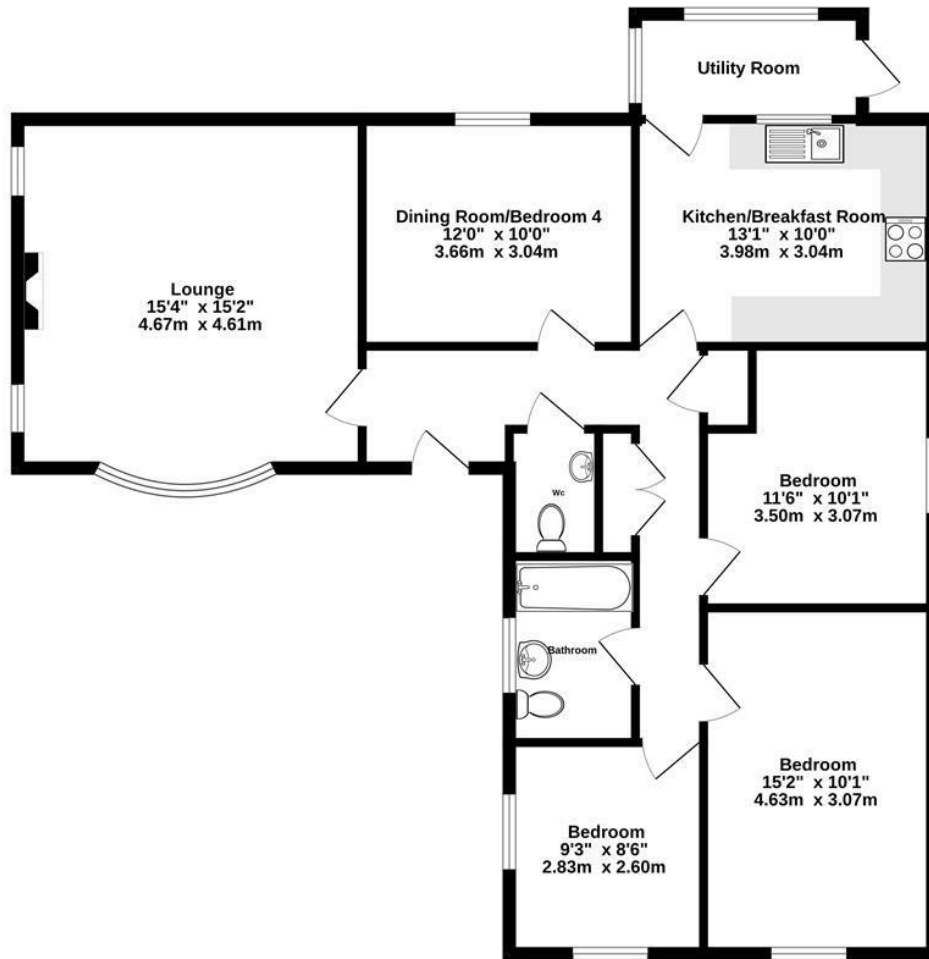 Utility Room
Dining Room/Bedroom 4
12'0" x 10'0"
3.66m x 3.04m
Kitchen/Breakfast Room
13'1" x 10'0"
3.98m x 3.04m
Lounge
15'4" x 15'2"
4.67m x 4.61m
Bedroom
11'6" x 10'1"
3.50m x 3.07m
Wc
Bathroom
Bedroom
15'2" x 10'1"
4.63m x 3.07m
Bedroom
9'3" x 8'6"
2.83m x 2.60m